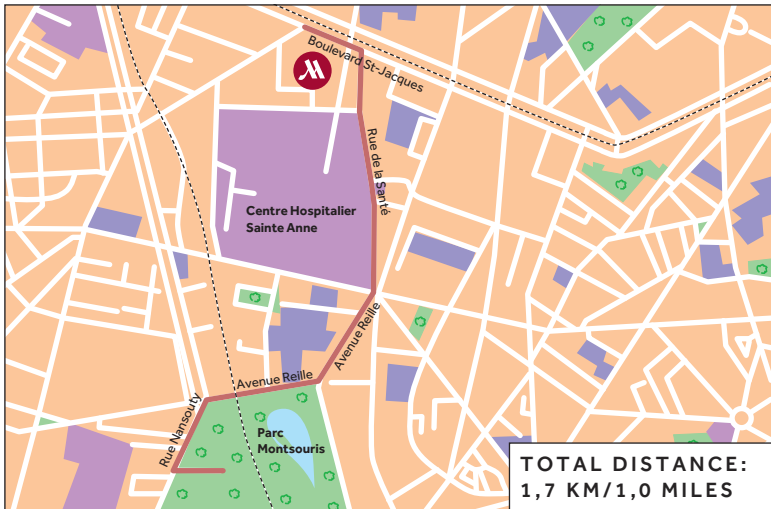 Boulevard St-Jacques
Rue de la Santé
Centre Hospitalier
Sainte Anne
Avenue Reille
Avenue Reille
Rue Nansouty
Parc
Montsouris
TOTAL DISTANCE:
1,7 KM/1,0 MILES